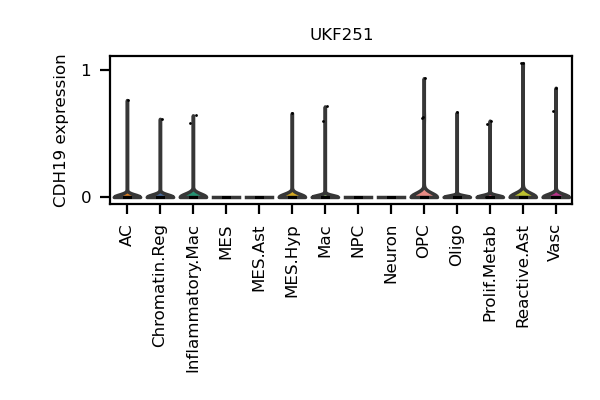 UKF251
CDH19 expression
1
0
AC
Chromatin.Reg
Inflammatory.Mac
MES
MES.Ast
MES.Hyp
Mac
NPC
Neuron
OPC
Oligo
Prolif.Metab
Reactive.Ast
Vasc